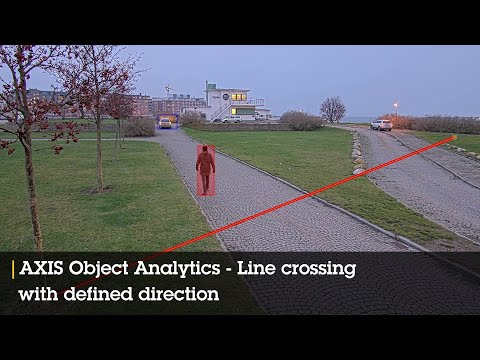 AXIS Object Analytics - Line crossing
with defined direction